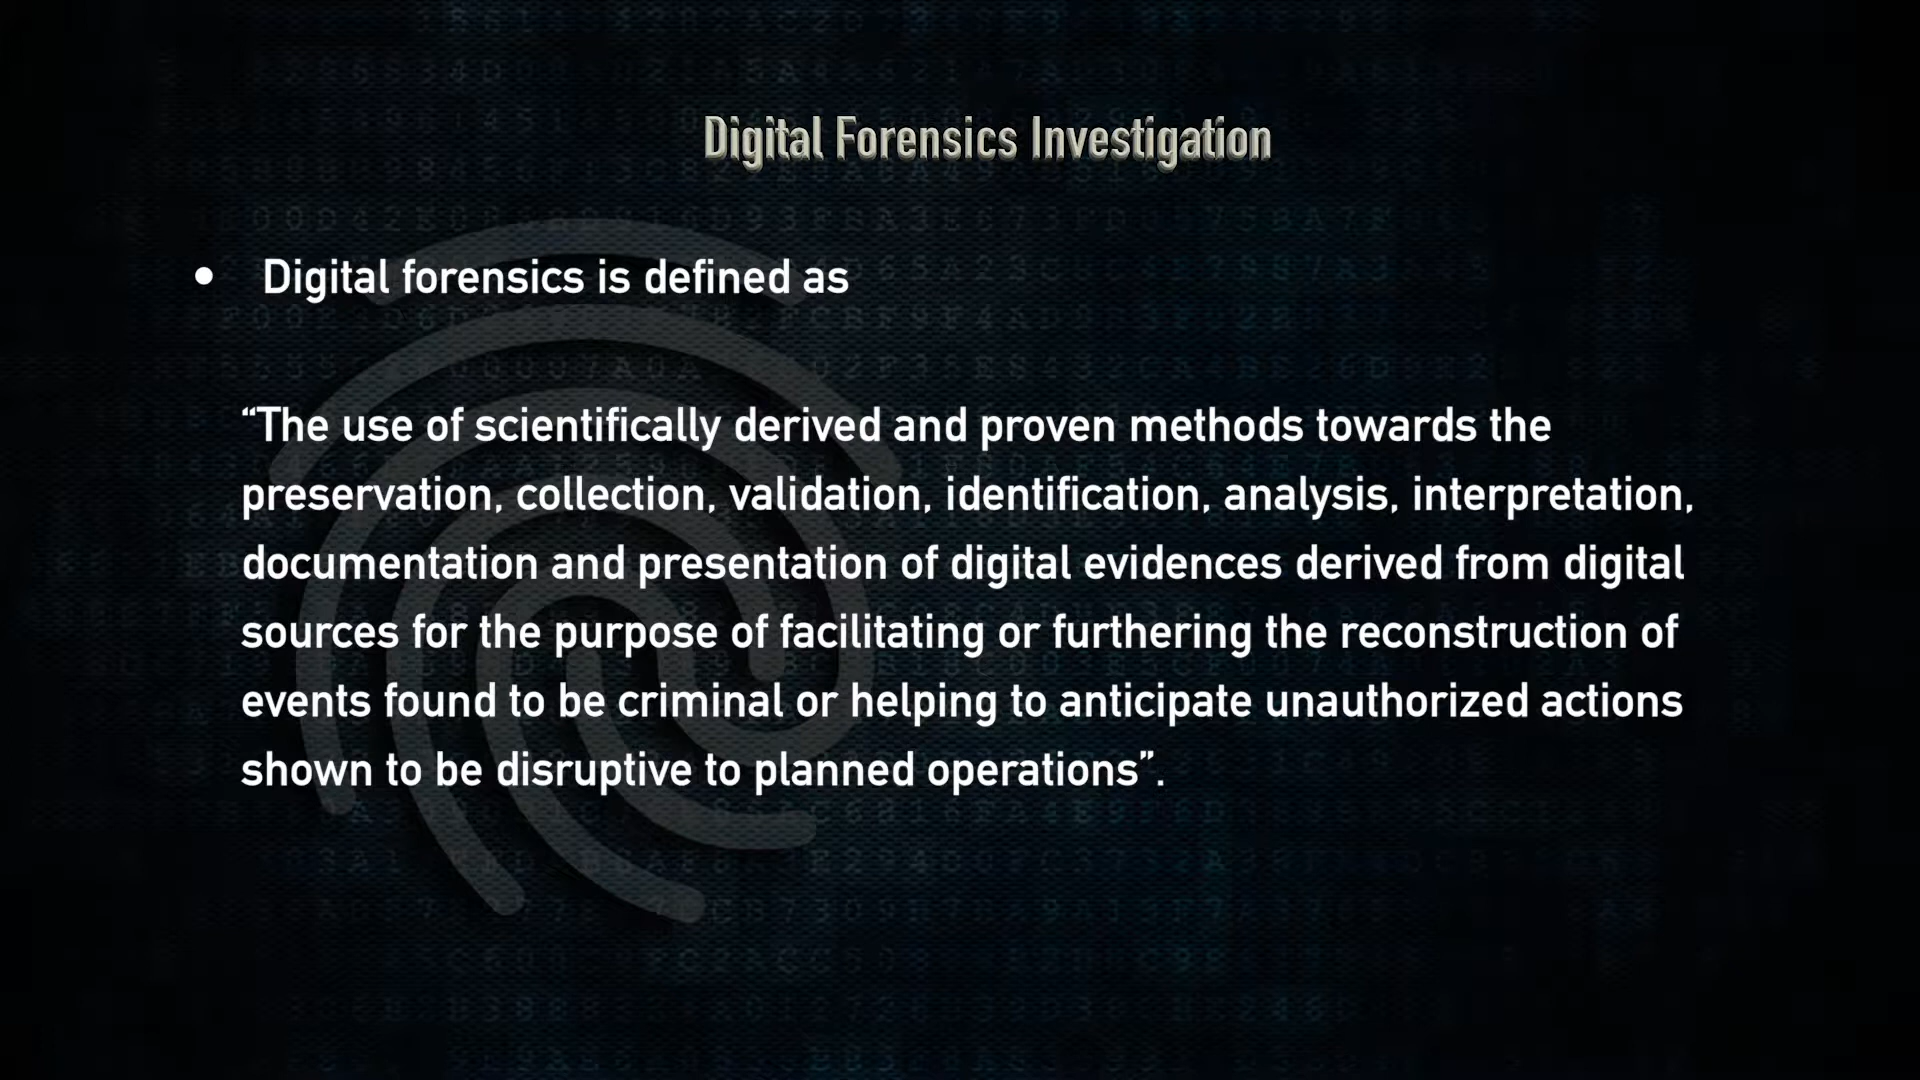 Digital Forensics Investigation
• Digital forensics is defined as
“The use of scientifically derived and proven methods towards the
preservation, collection, validation, identification, analysis, interpretation,
documentation and presentation of digital evidences derived from digital
sources for the purpose of facilitating or furthering the reconstruction of
events found to be criminal or helping to anticipate unauthorized actions
shown to be disruptive to planned operations”.